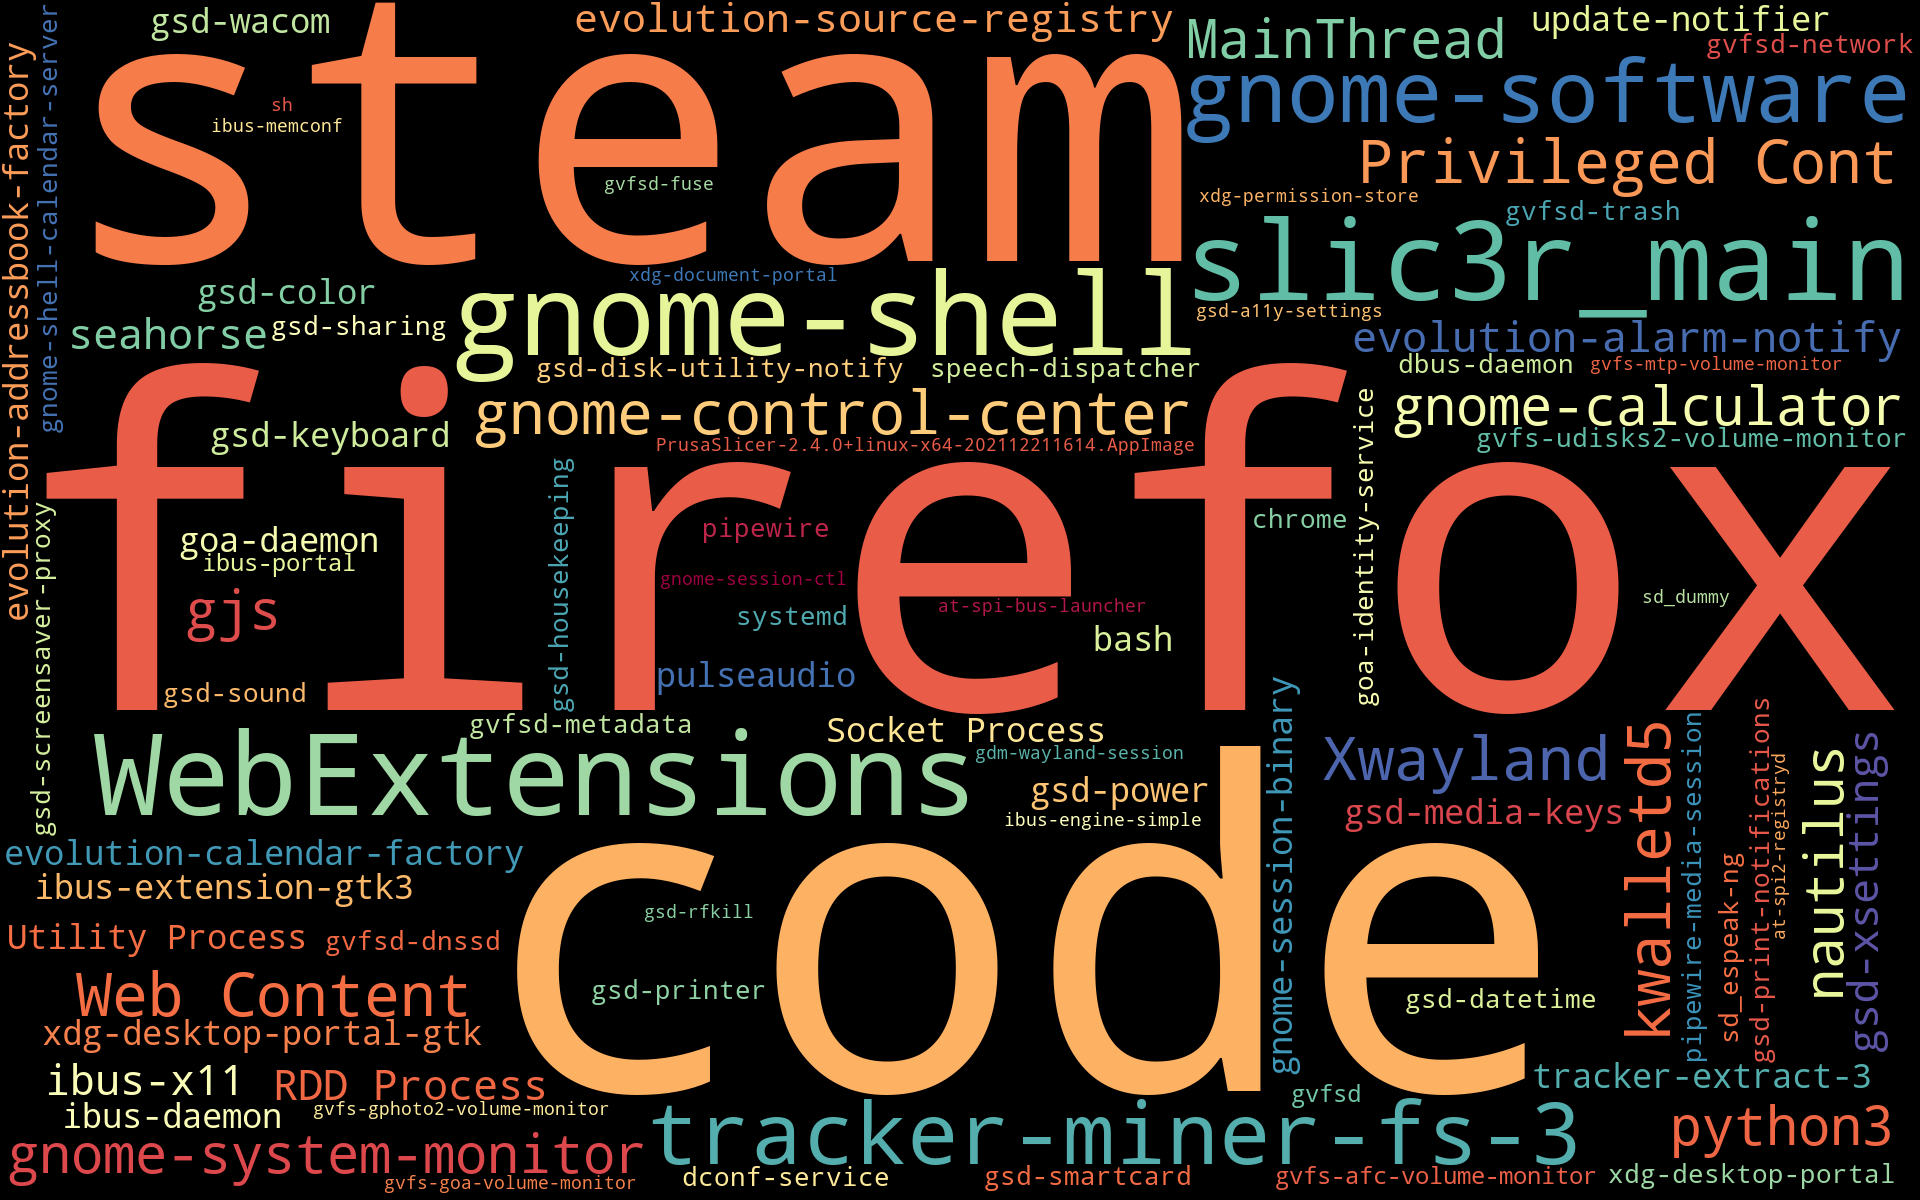 gsd-wacom
evolution-source-registry
update-notifier
MainThread
gvfsd-network
steam
gnome-software
sh
ibus-memconf
Privileged Cont
gvfsd-fuse
xdg-permission-store
gvfsd-trash
slic3r_main
evolution-addressbook-factory
gnome-shell-calendar-server
xdg-document-portal
gsd-color
gnome-shell
gsd-a11y-settings
seahorse
gsd-sharing
evolution-alarm-notify
gsd-disk-utility-notify
speech-dispatcher
dbus-daemon
gvfs-mtp-volume-monitor
gnome-control-center
gnome-calculator
gsd-keyboard
PrusaSlicer-2.4.0+linux-x64-202112211614.AppImage
gvfs-udisks2-volume-monitor
firefox
goa-daemon
ibus-portal
gsd-housekeeping
pipewire
chrome
goa-identity-service
gsd-screensaver-proxy
gnome-session-ctl
gjs
at-spi-bus-launcher
sd_dummy
systemd
bash
pulseaudio
gsd-sound
gvfsd-metadata
Socket Process
gdm-wayland-session
WebExtensions
gsd-power
ibus-engine-simple
gnome-session-binary
Xwayland
gsd-media-keys
kwalletd5
pipewire-media-session
sd_espeak-ng
gsd-print-notifications
at-spi2-registryd
nautilus
gsd-xsettings
evolution-calendar-factory
ibus-extension-gtk3
code
gsd-rfkill
Utility Process
gvfsd-dnssd
gsd-printer
gsd-datetime
Web Content
xdg-desktop-portal-gtk
ibus-x11
RDD Process
tracker-extract-3
gvfsd
ibus-daemon
gvfs-gphoto2-volume-monitor
tracker-miner-fs-3
python3
gnome-system-monitor
gvfs-goa-volume-monitor
dconf-service
gsd-smartcard
gvfs-afc-volume-monitor
xdg-desktop-portal